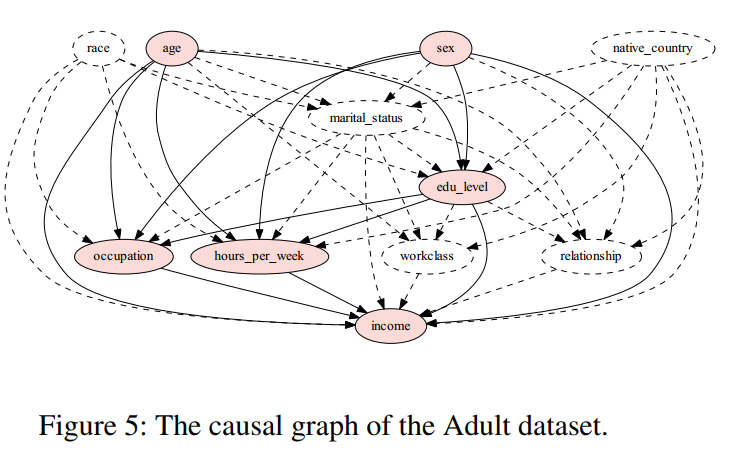 race
age
sex
native_country
marital_status
edu_level
occupation
hours_per_week
workclass
relationship
income
Figure 5: The causal graph of the Adult dataset.